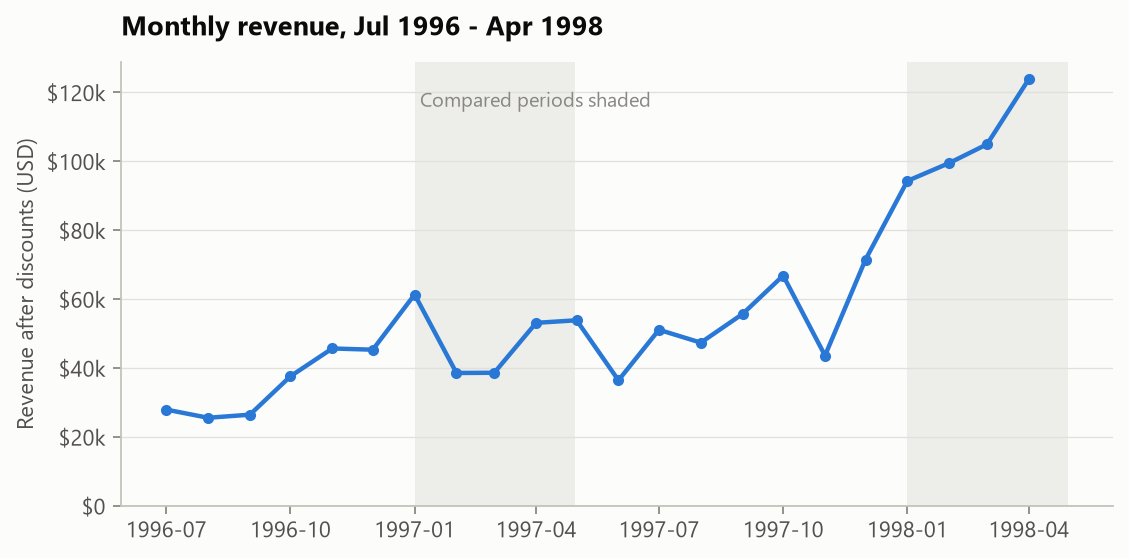 Monthly revenue, Jul 1996 - Apr 1998
Revenue after discounts (USD)
$120k
$100k
$80k
$60k
$40k
$20k
$0
Compared periods shaded
1996-07 1996-10 1997-01 1997-04 1997-07 1997-10 1998-01 1998-04